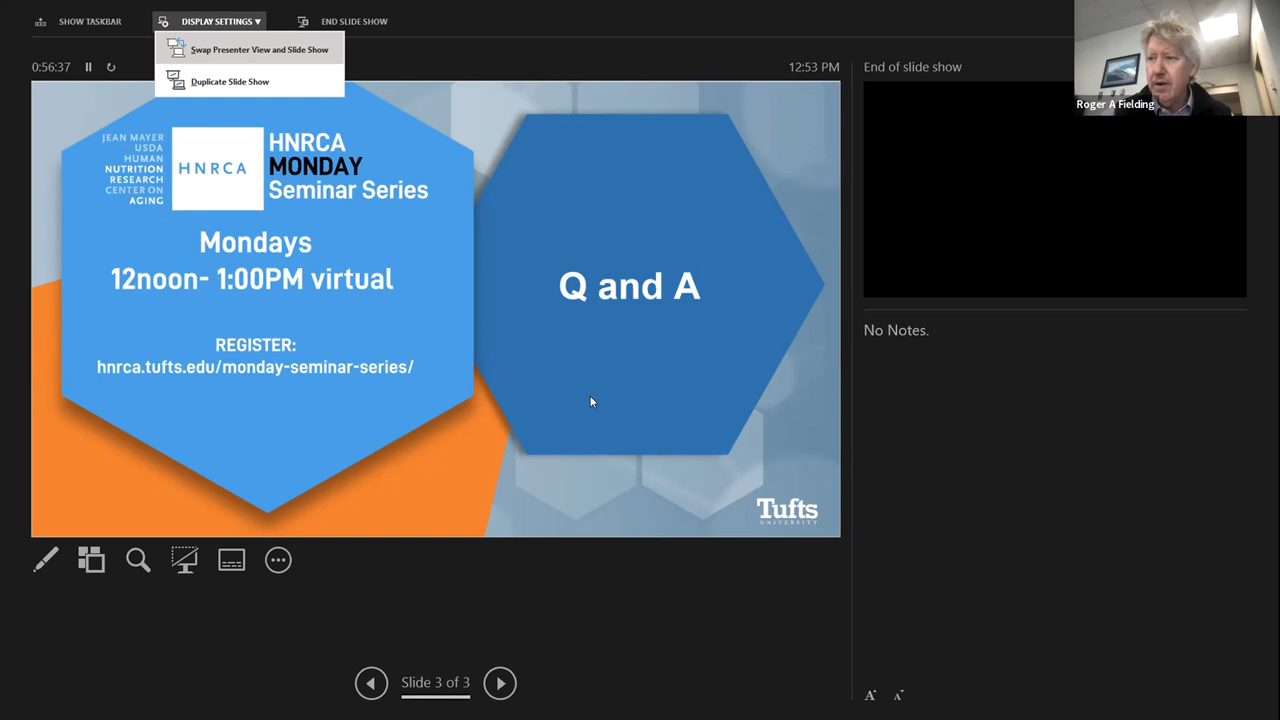 SHOW TASKBAR
DISPLAY SETTINGS ▼
END SLIDE SHOW
Swap Presenter View and Slide Show
Duplicate Slide Show
0:56:37
12:53 PM
End of slide show
Roger A Fielding
JEAN MAYER
USDA
HUMAN
NUTRITION
RESEARCH
CENTER ON
AGING
HNRCA
HNRCA
MONDAY
Seminar Series
Mondays
12noon- 1:00PM virtual
REGISTER:
hnrca.tufts.edu/monday-seminar-series/
Q and A
Tufts
UNIVERSITY
No Notes.
Slide 3 of 3
A A